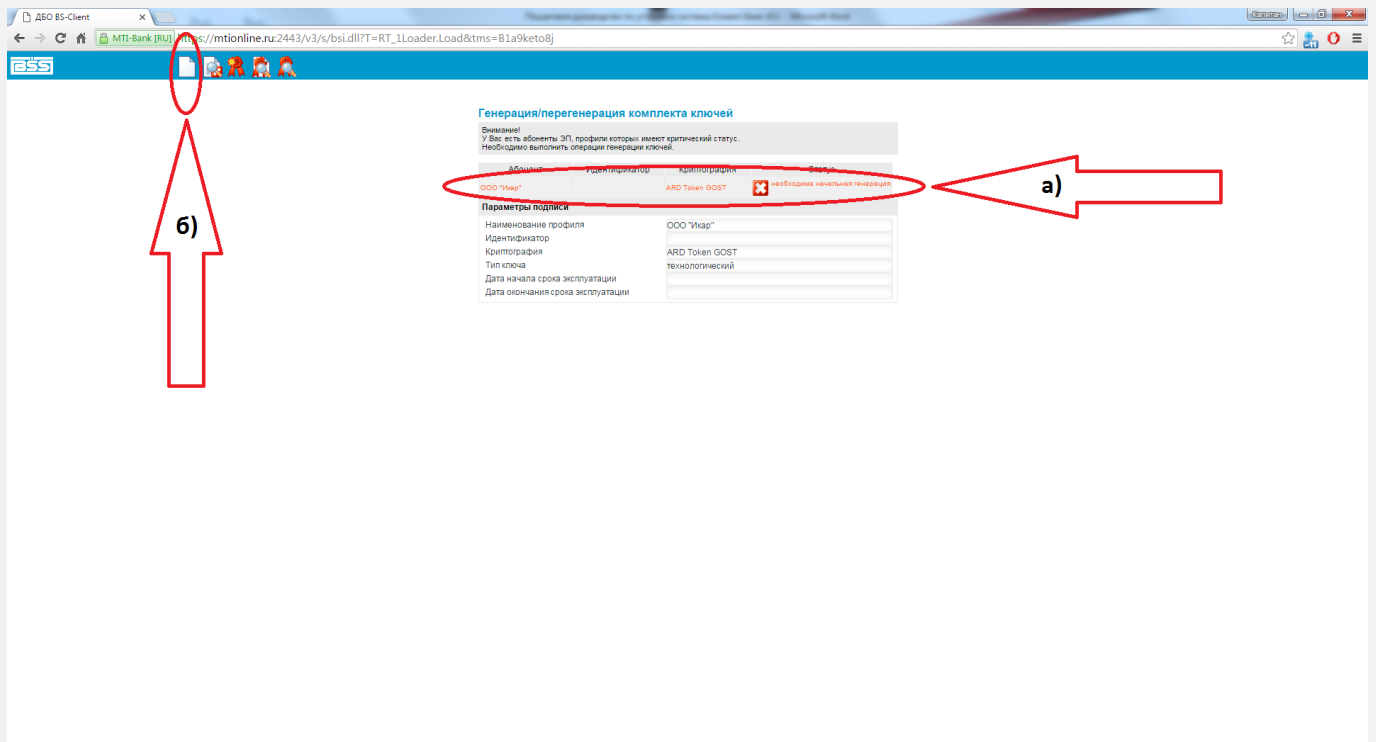 ДБО BS-Client
Капитан
MTI-Bank [RU] https://mtionline.ru:2443/v3/s/bsi.dll?T=RT_1Loader.Load&tms=B1a9keto8j
BSS
Генерация/перегенерация комплекта ключей
Внимание!
У Вас есть абоненты ЭП, профили которых имеют критический статус.
Необходимо выполнить операции генерации ключей.
Абонент Идентификатор Криптография Статус
ООО "Икар" ARD Token GOST необходима начальная генерация
а)
Параметры подписи
б)
Наименование профиля ООО "Икар"
Идентификатор
Криптография ARD Token GOST
Тип ключа технологический
Дата начала срока эксплуатации
Дата окончания срока эксплуатации